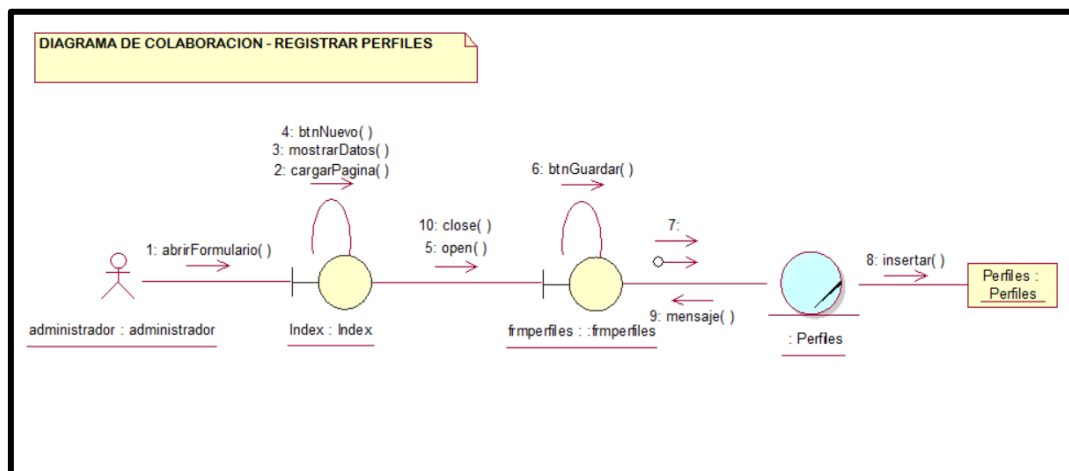 DIAGRAMA DE COLABORACION - REGISTRAR PERFILES
4: btnNuevo( )
3: mostrarDatos( )
2: cargarPagina( )
6: btnGuardar( )
10: close( )
5: open( )
7:
1: abrirFormulario( )
8: insertar( )
Perfiles :
Perfiles
9: mensaje( )
administrador : administrador
Index : Index
frmperfiles : :frmperfiles
: Perfiles